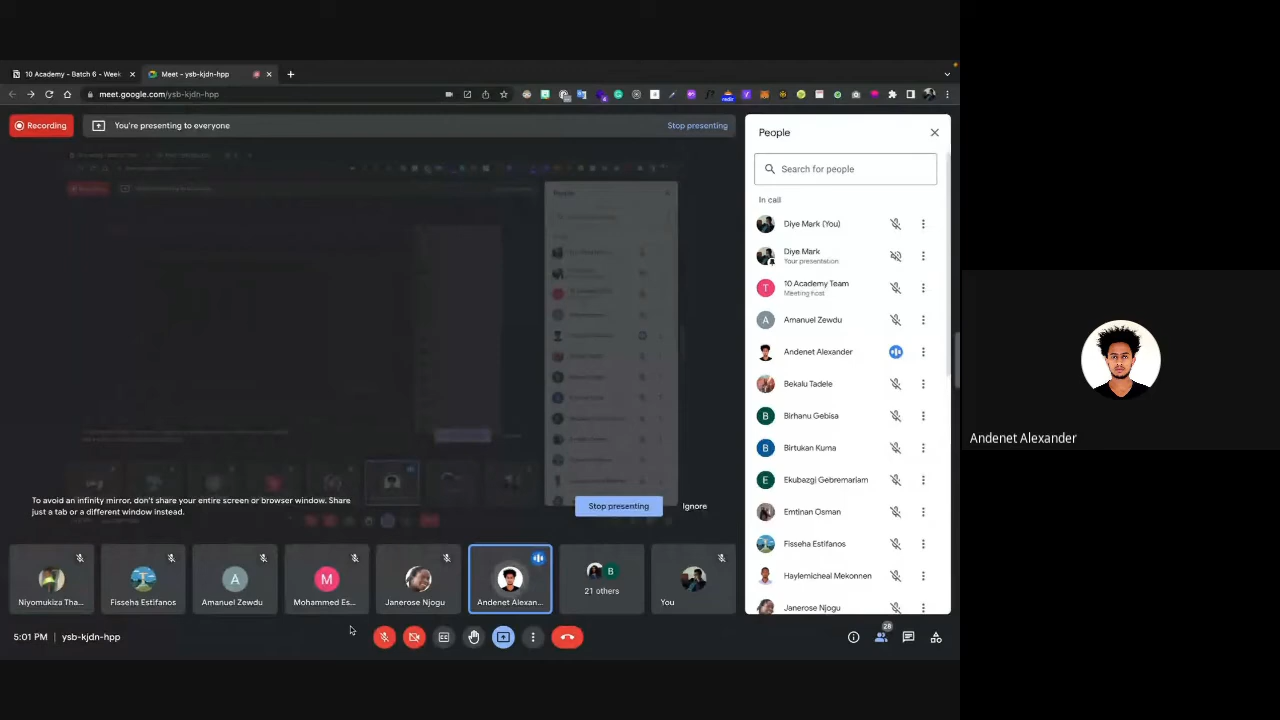 10 Academy - Batch 6 - Week
Meet - ysb-kjdn-hpp
meet.google.com/ysb-kjdn-hpp
Recording
You're presenting to everyone
Stop presenting
People
Search for people
In call
Diye Mark (You)
Diye Mark
Your presentation
T
10 Academy Team
Meeting host
A
Amanuel Zewdu
Andenet Alexander
Bekalu Tadele
B
Birhanu Gebisa
B
Birtukan Kuma
E
Ekubazgi Gebremariam
Emtinan Osman
Fisseha Estifanos
Haylemicheal Mekonnen
Janerose Njogu
To avoid an infinity mirror, don't share your entire screen or browser window. Share
just a tab or a different window instead.
Stop presenting
Ignore
Niyomukiza Tha...
Fisseha Estifanos
A
Amanuel Zewdu
M
Mohammed Es...
Janerose Njogu
Andenet Alexan...
B
21 others
You
5:01 PM
ysb-kjdn-hpp
28
Andenet Alexander